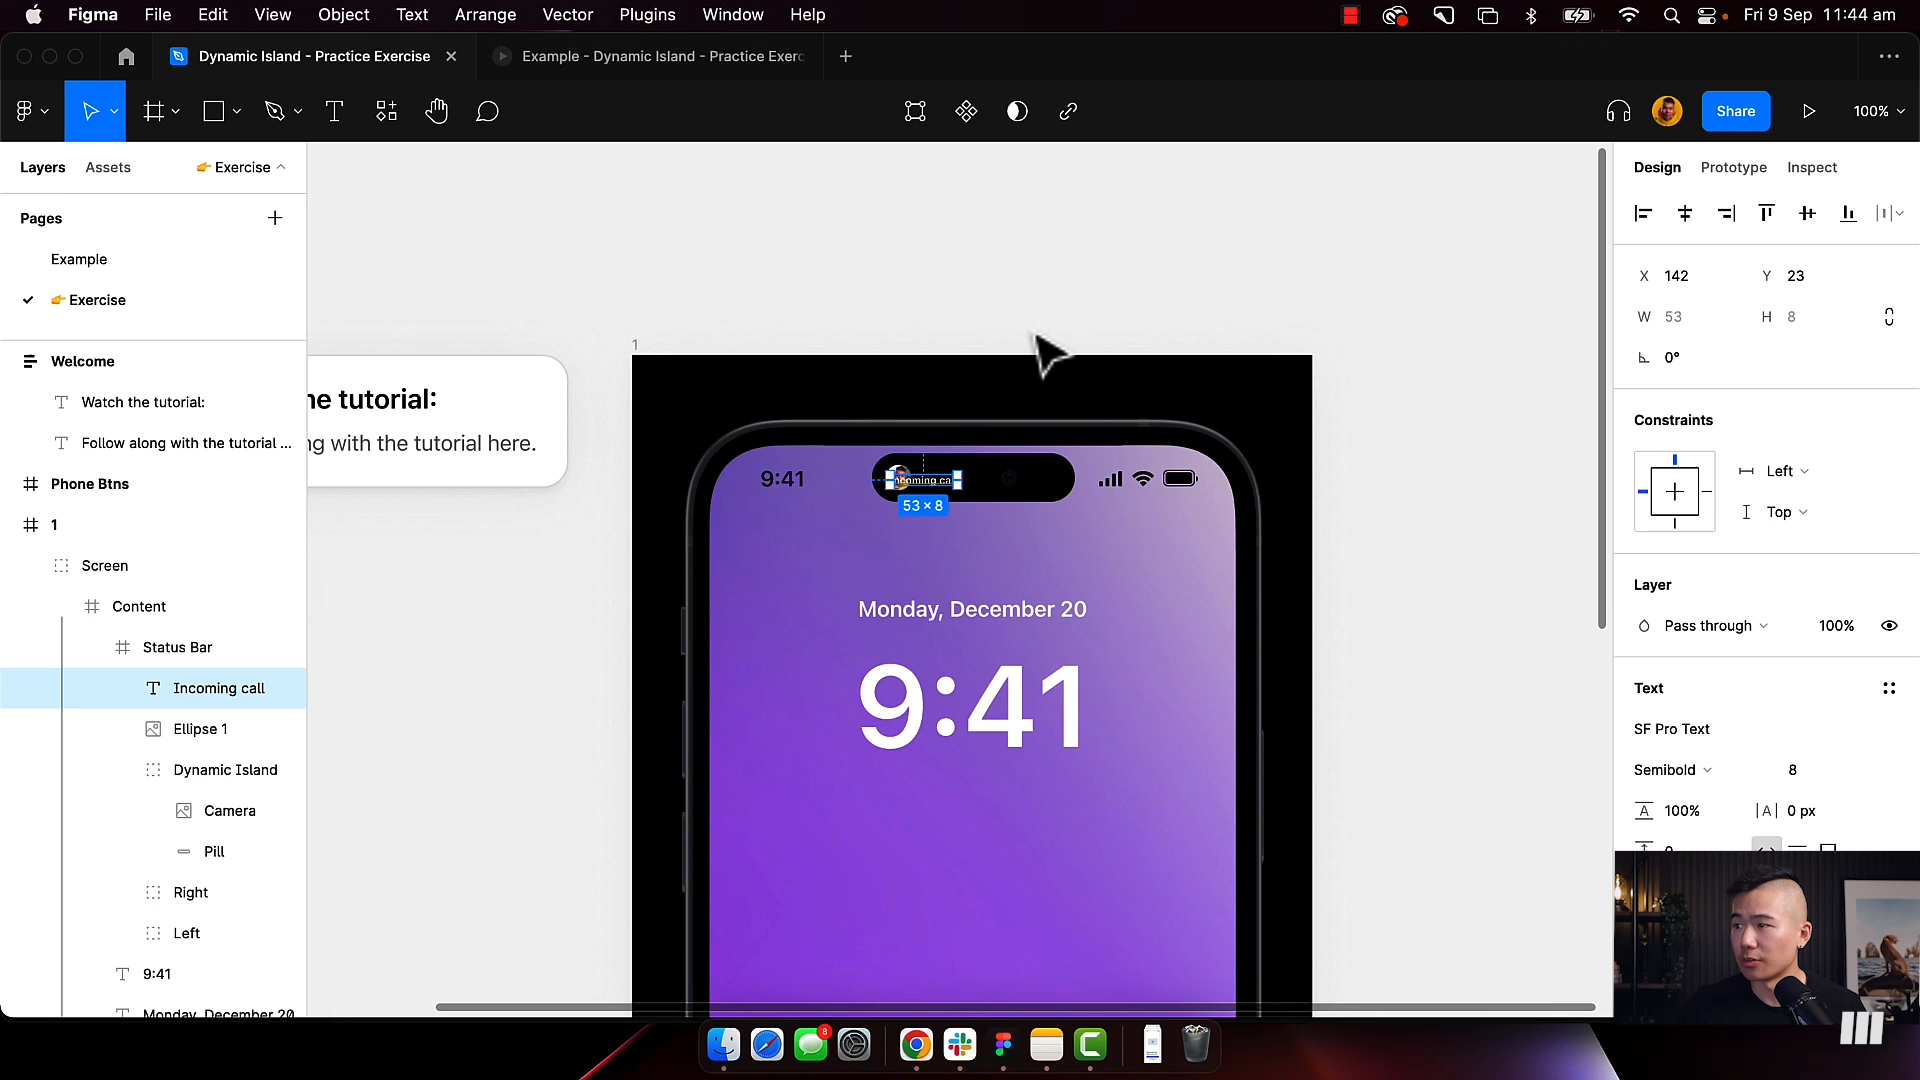 Figma File Edit View Object Text Arrange Vector Plugins Window Help Fri 9 Sep 11:44 am
Dynamic Island - Practice Exercise Example - Dynamic Island - Practice Exerc
Share 100%
Layers Assets 👉 Exercise
Pages
Example
👉 Exercise
Welcome
Watch the tutorial:
Follow along with the tutorial ...
Phone Btns
1
Screen
Content
Status Bar
Incoming call
Ellipse 1
Dynamic Island
Camera
Pill
Right
Left
9:41
Monday, December 20
he tutorial:
ng with the tutorial here.
1
9:41
ncoming ca
53 × 8
Monday, December 20
9:41
Design Prototype Inspect
X 142 Y 23
W 53 H 8
0°
Constraints
Left
Top
Layer
Pass through 100%
Text
SF Pro Text
Semibold 8
100% |A| 0 px
8